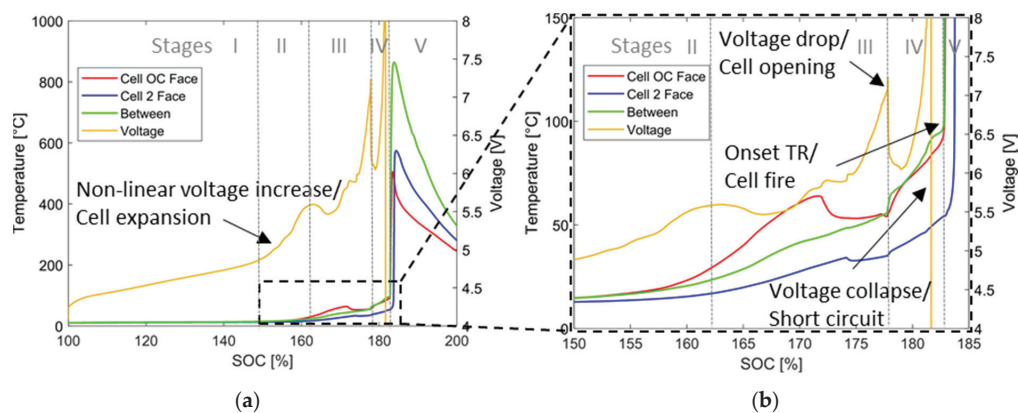 Stages I II III IV V
Cell OC Face
Cell 2 Face
Between
Voltage
Non-linear voltage increase/
Cell expansion
Temperature [°C]
1000
800
600
400
200
0
100
120
140
160
180
200
SOC [%]
8
7.5
7
6.5
6
5.5
5
4.5
4
Voltage [V]
(a)
Stages II III IV V
Cell OC Face
Cell 2 Face
Between
Voltage
Voltage drop/
Cell opening
Onset TR/
Cell fire
Voltage collapse/
Short circuit
Temperature [°C]
150
100
50
0
150
155
160
165
170
175
180
185
SOC [%]
8
7.5
7
6.5
6
5.5
5
4.5
4
Voltage [V]
(b)